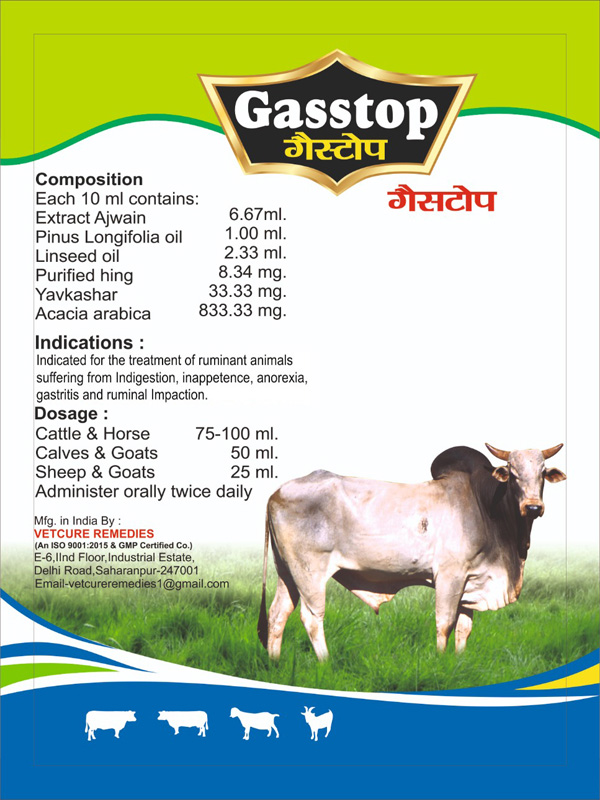 Gasstop
गैस्टोप
गैसटोप
Composition
Each 10 ml contains:
Extract Ajwain 6.67ml.
Pinus Longifolia oil 1.00 ml.
Linseed oil 2.33 ml.
Purified hing 8.34 mg.
Yavkashar 33.33 mg.
Acacia arabica 833.33 mg.
Indications :
Indicated for the treatment of ruminant animals
suffering from Indigestion, inappetence, anorexia,
gastritis and ruminal Impaction.
Dosage :
Cattle & Horse 75-100 ml.
Calves & Goats 50 ml.
Sheep & Goats 25 ml.
Administer orally twice daily
Mfg. in India By :
VETCURE REMEDIES
(An ISO 9001:2015 & GMP Certified Co.)
E-6,IInd Floor,Industrial Estate,
Delhi Road,Saharanpur-247001
Email-vetcureremedies1@gmail.com